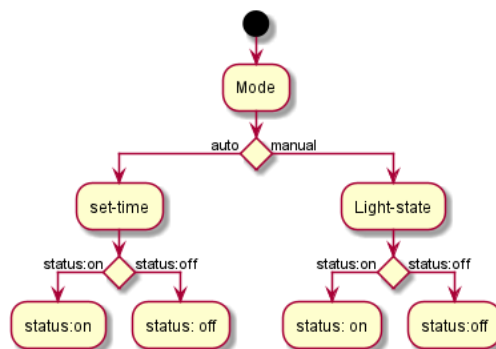 Mode
auto
manual
set-time
Light-state
status:on
status:off
status:on
status:off
status:on
status: off
status: on
status:off